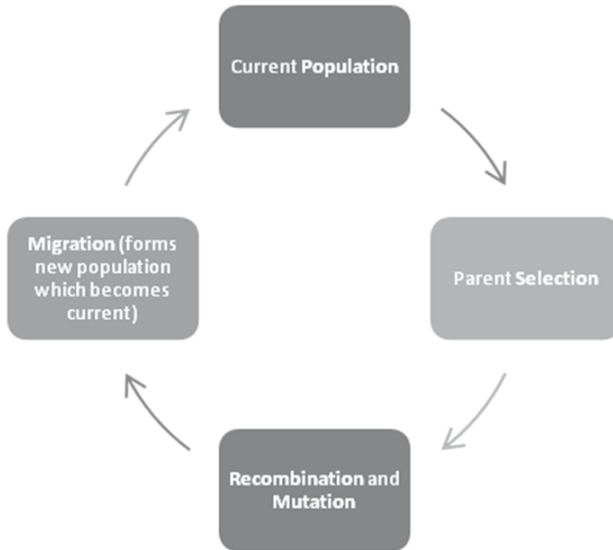 Current Population
Parent Selection
Recombination and
Mutation
Migration (forms
new population
which becomes
current)